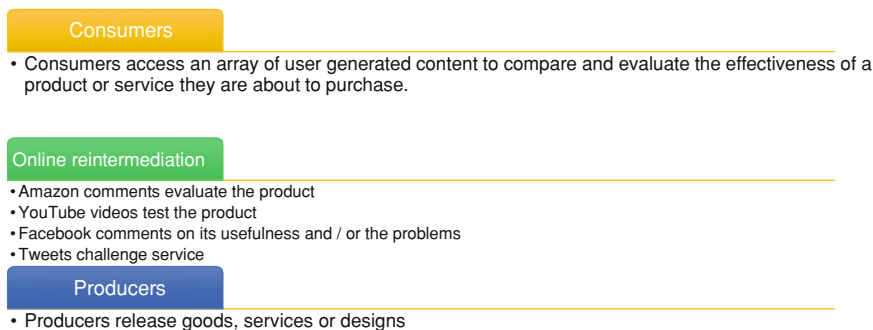 Consumers
• Consumers access an array of user generated content to compare and evaluate the effectiveness of a
product or service they are about to purchase.
Online reintermediation
• Amazon comments evaluate the product
• YouTube videos test the product
• Facebook comments on its usefulness and / or the problems
• Tweets challenge service
Producers
• Producers release goods, services or designs